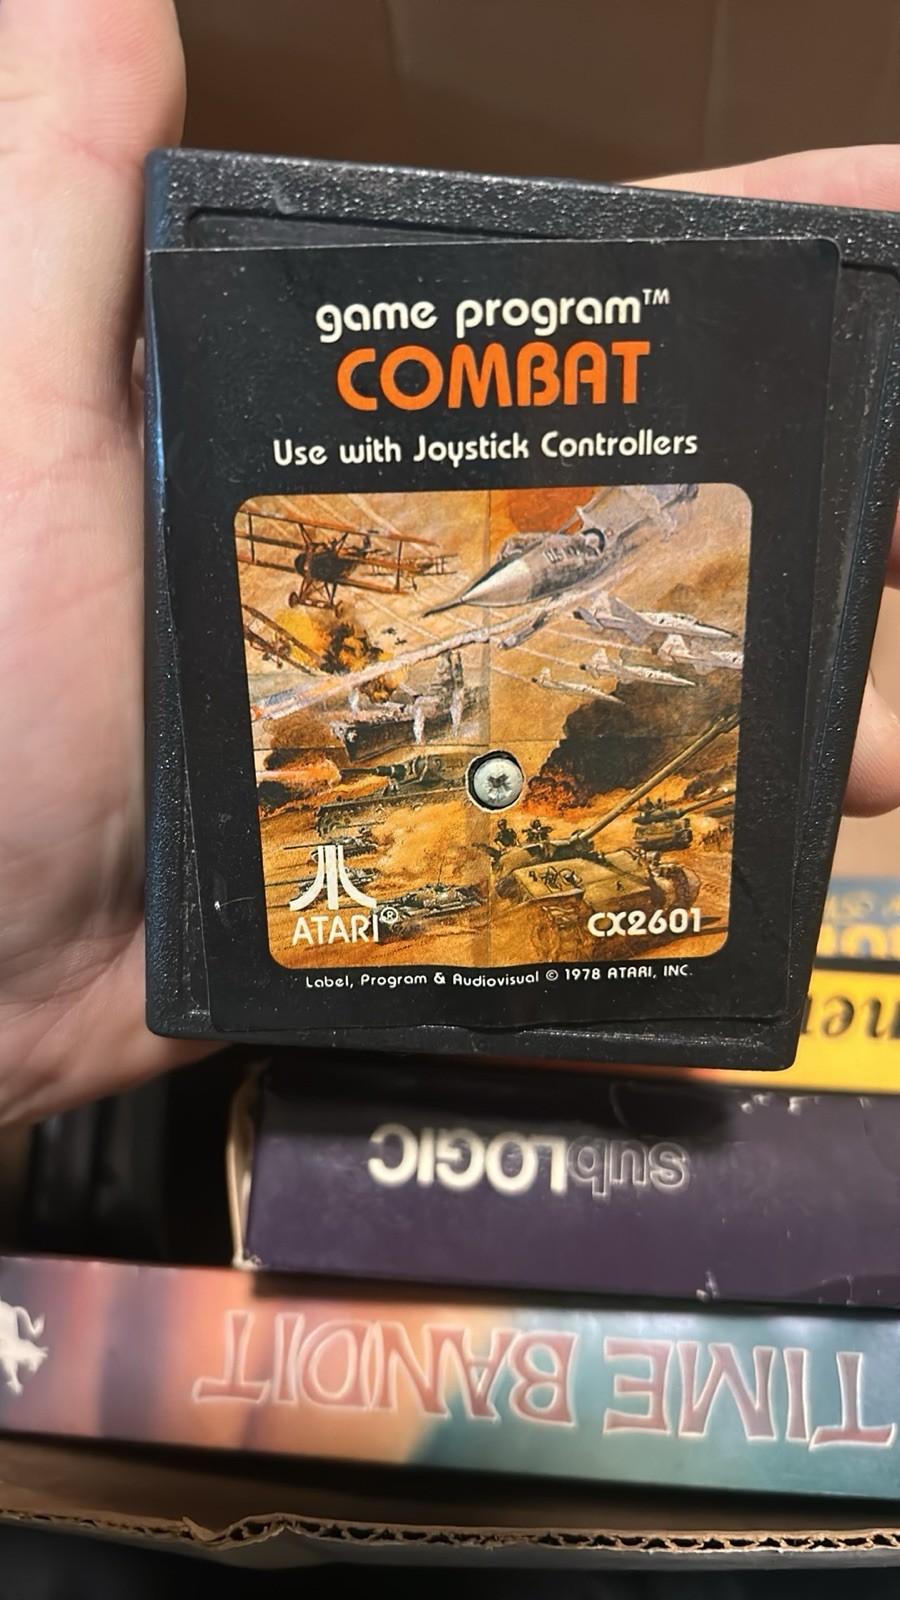 game program™
COMBAT
Use with Joystick Controllers
ATARI®
CX2601
Label, Program & Audiovisual © 1978 ATARI, INC.
subLOGIC
TIME BANDIT